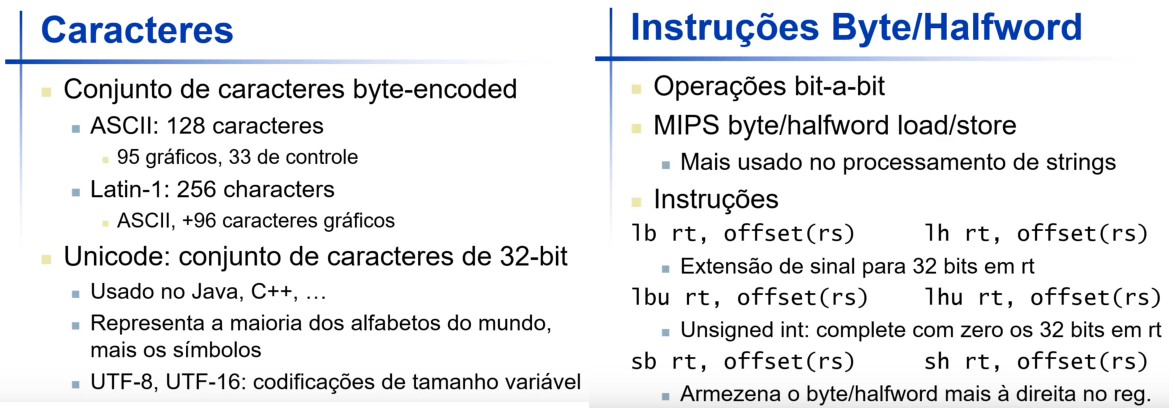 Caracteres
Conjunto de caracteres byte-encoded
ASCII: 128 caracteres
95 gráficos, 33 de controle
Latin-1: 256 characters
ASCII, +96 caracteres gráficos
Unicode: conjunto de caracteres de 32-bit
Usado no Java, C++, …
Representa a maioria dos alfabetos do mundo,
mais os símbolos
UTF-8, UTF-16: codificações de tamanho variável
Instruções Byte/Halfword
Operações bit-a-bit
MIPS byte/halfword load/store
Mais usado no processamento de strings
Instruções
lb rt, offset(rs) lh rt, offset(rs)
Extensão de sinal para 32 bits em rt
lbu rt, offset(rs) lhu rt, offset(rs)
Unsigned int: complete com zero os 32 bits em rt
sb rt, offset(rs) sh rt, offset(rs)
Armezena o byte/halfword mais à direita no reg.